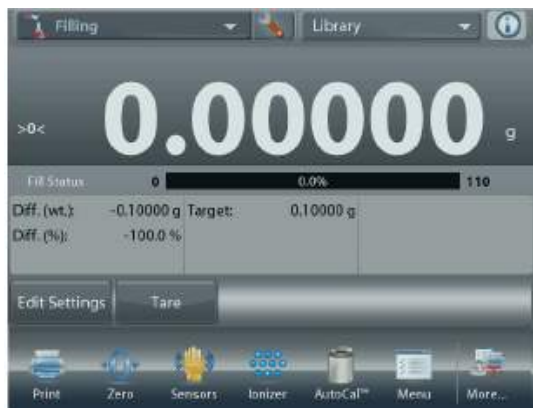 Filling
Library
>0<
0.00000 g
Fill Status 0 0.0% 110
Diff. (wt.): -0.10000 g Target: 0.10000 g
Diff. (%): -100.0 %
Edit Settings Tare
Print Zero Sensors Ionizer AutoCal™ Menu More...